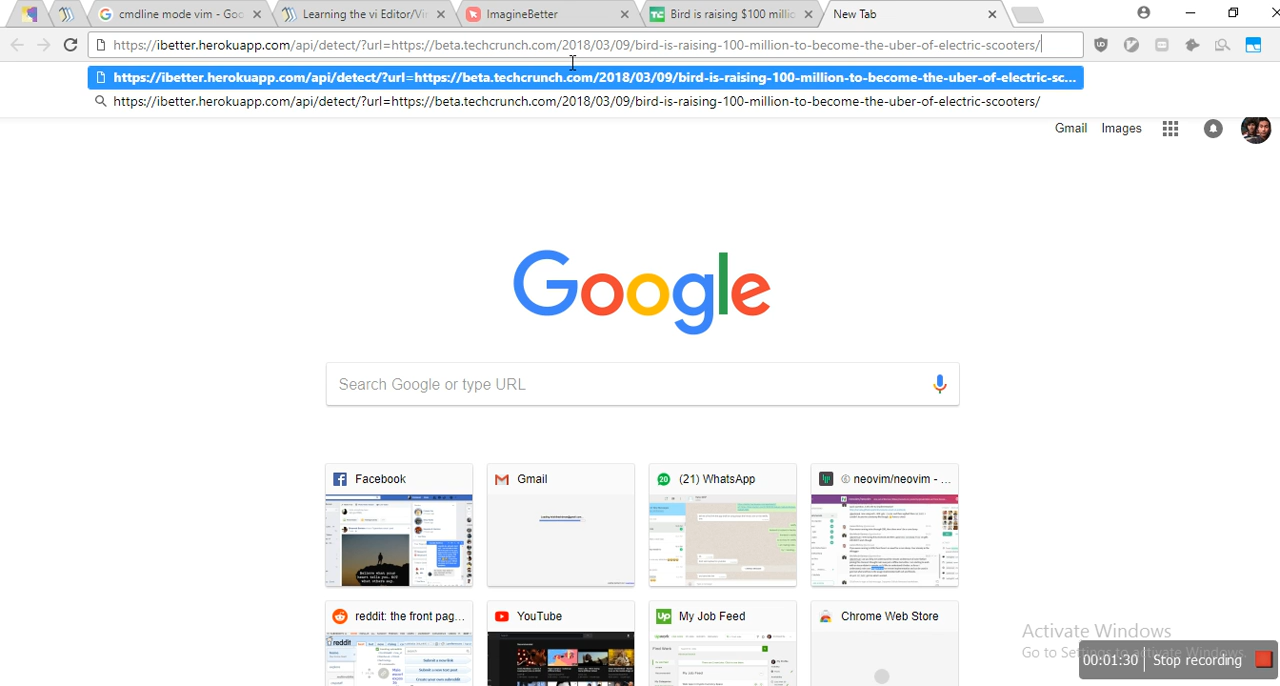 cmdline mode vim - Goo
Learning the vi Editor/Vi
ImagineBetter
Bird is raising $100 millic
New Tab
https://ibetter.herokuapp.com/api/detect/?url=https://beta.techcrunch.com/2018/03/09/bird-is-raising-100-million-to-become-the-uber-of-electric-scooters/
https://ibetter.herokuapp.com/api/detect/?url=https://beta.techcrunch.com/2018/03/09/bird-is-raising-100-million-to-become-the-uber-of-electric-sc...
https://ibetter.herokuapp.com/api/detect/?url=https://beta.techcrunch.com/2018/03/09/bird-is-raising-100-million-to-become-the-uber-of-electric-scooters/
Gmail Images
Google
Search Google or type URL
Facebook
Gmail
(21) WhatsApp
neovim/neovim - ...
reddit: the front pag...
YouTube
My Job Feed
Chrome Web Store
Activate Windows
Go to Settings to activate Windows.
00:01:30 Stop recording